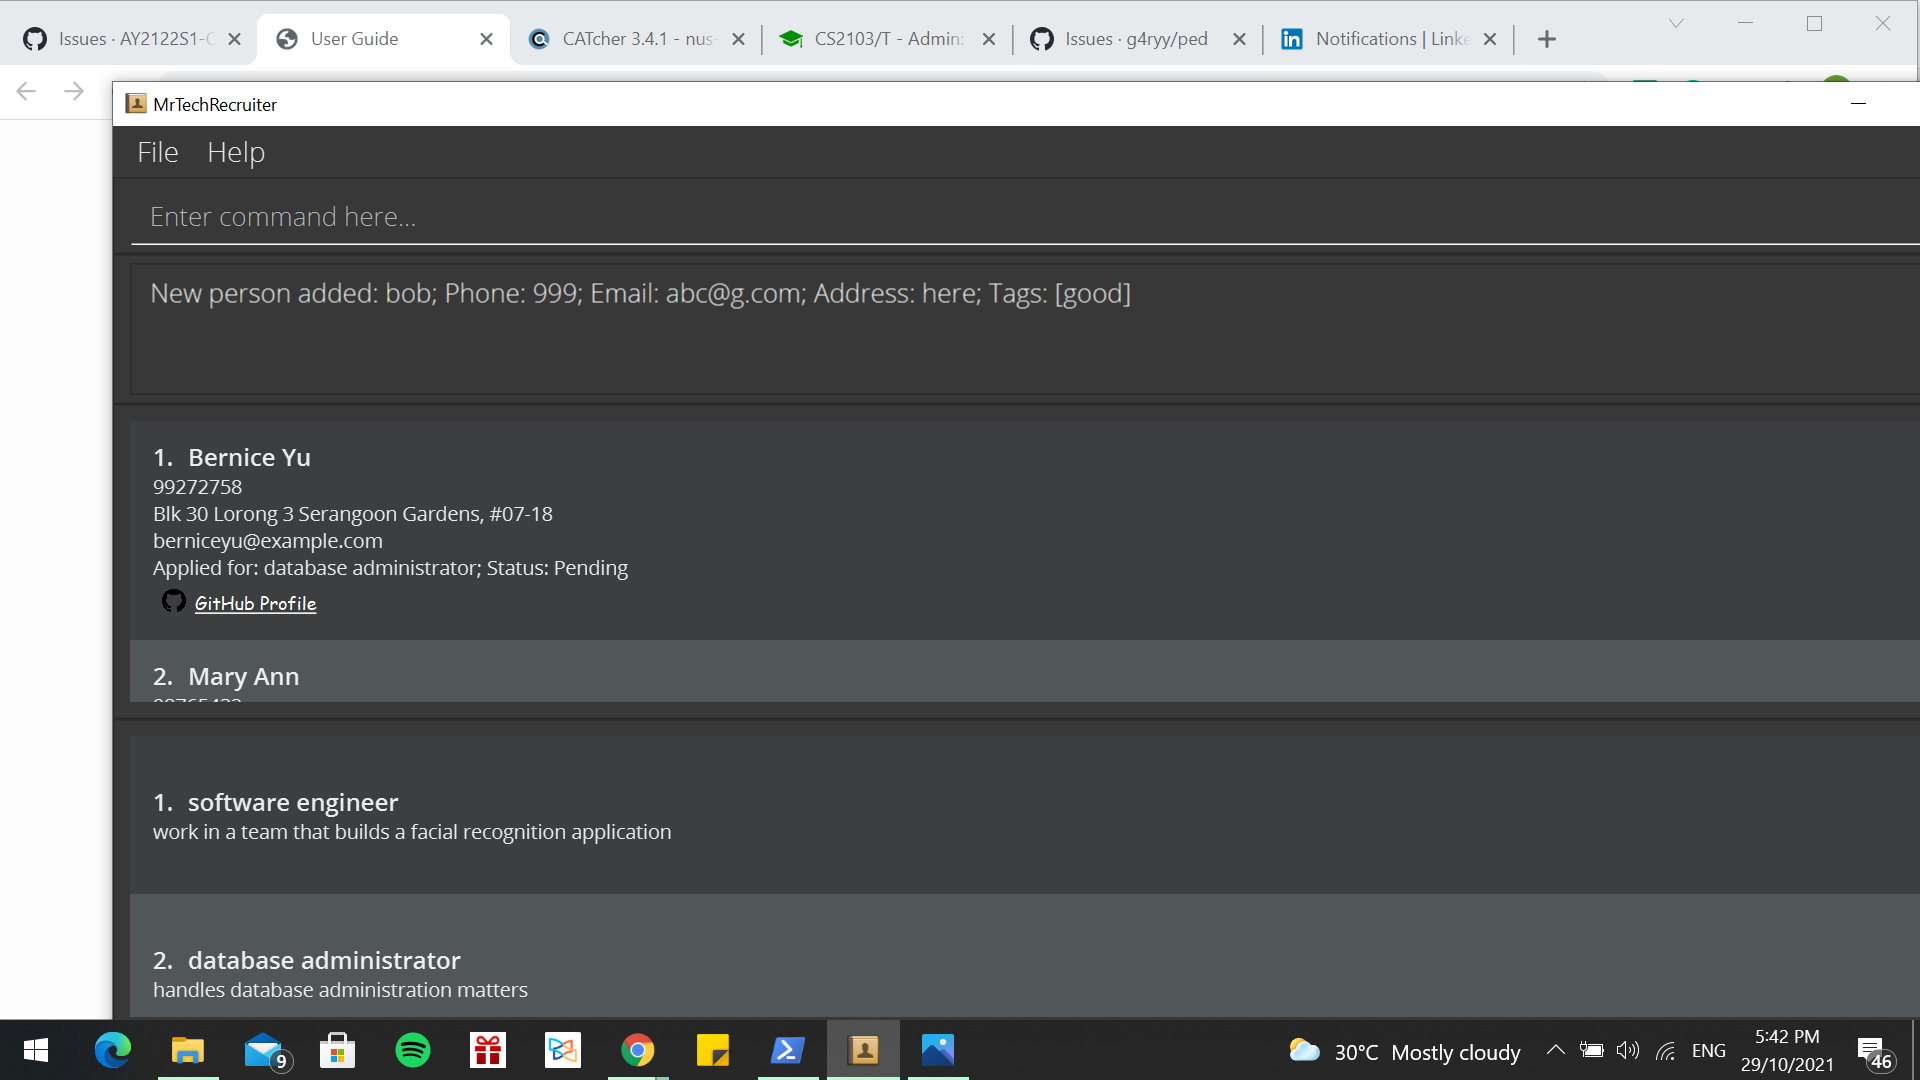 Issues · AY2122S1-C
User Guide
CATcher 3.4.1 - nus-
CS2103/T - Admin:
Issues · g4ryy/ped
Notifications | Linke
MrTechRecruiter
File Help
Enter command here...
New person added: bob; Phone: 999; Email: abc@g.com; Address: here; Tags: [good]
1. Bernice Yu
99272758
Blk 30 Lorong 3 Serangoon Gardens, #07-18
berniceyu@example.com
Applied for: database administrator; Status: Pending
GitHub Profile
2. Mary Ann
1. software engineer
work in a team that builds a facial recognition application
2. database administrator
handles database administration matters
9
30°C Mostly cloudy
ENG
5:42 PM
29/10/2021
46